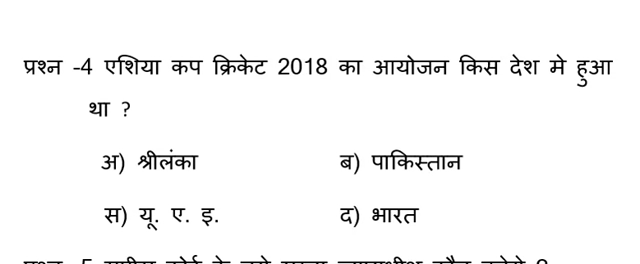 प्रश्न -4 एशिया कप क्रिकेट 2018 का आयोजन किस देश मे हुआ
था ?
अ) श्रीलंका ब) पाकिस्तान
स) यू. ए. इ. द) भारत